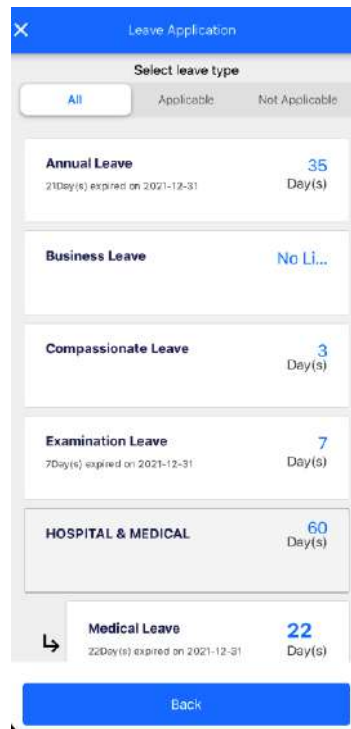 Leave Application
Select leave type
All Applicable Not Applicable
Annual Leave 35
21Day(s) expired on 2021-12-31 Day(s)
Business Leave No Li...
Compassionate Leave 3
Day(s)
Examination Leave 7
7Day(s) expired on 2021-12-31 Day(s)
HOSPITAL & MEDICAL 60
Day(s)
Medical Leave 22
22Day(s) expired on 2021-12-31 Day(s)
Back